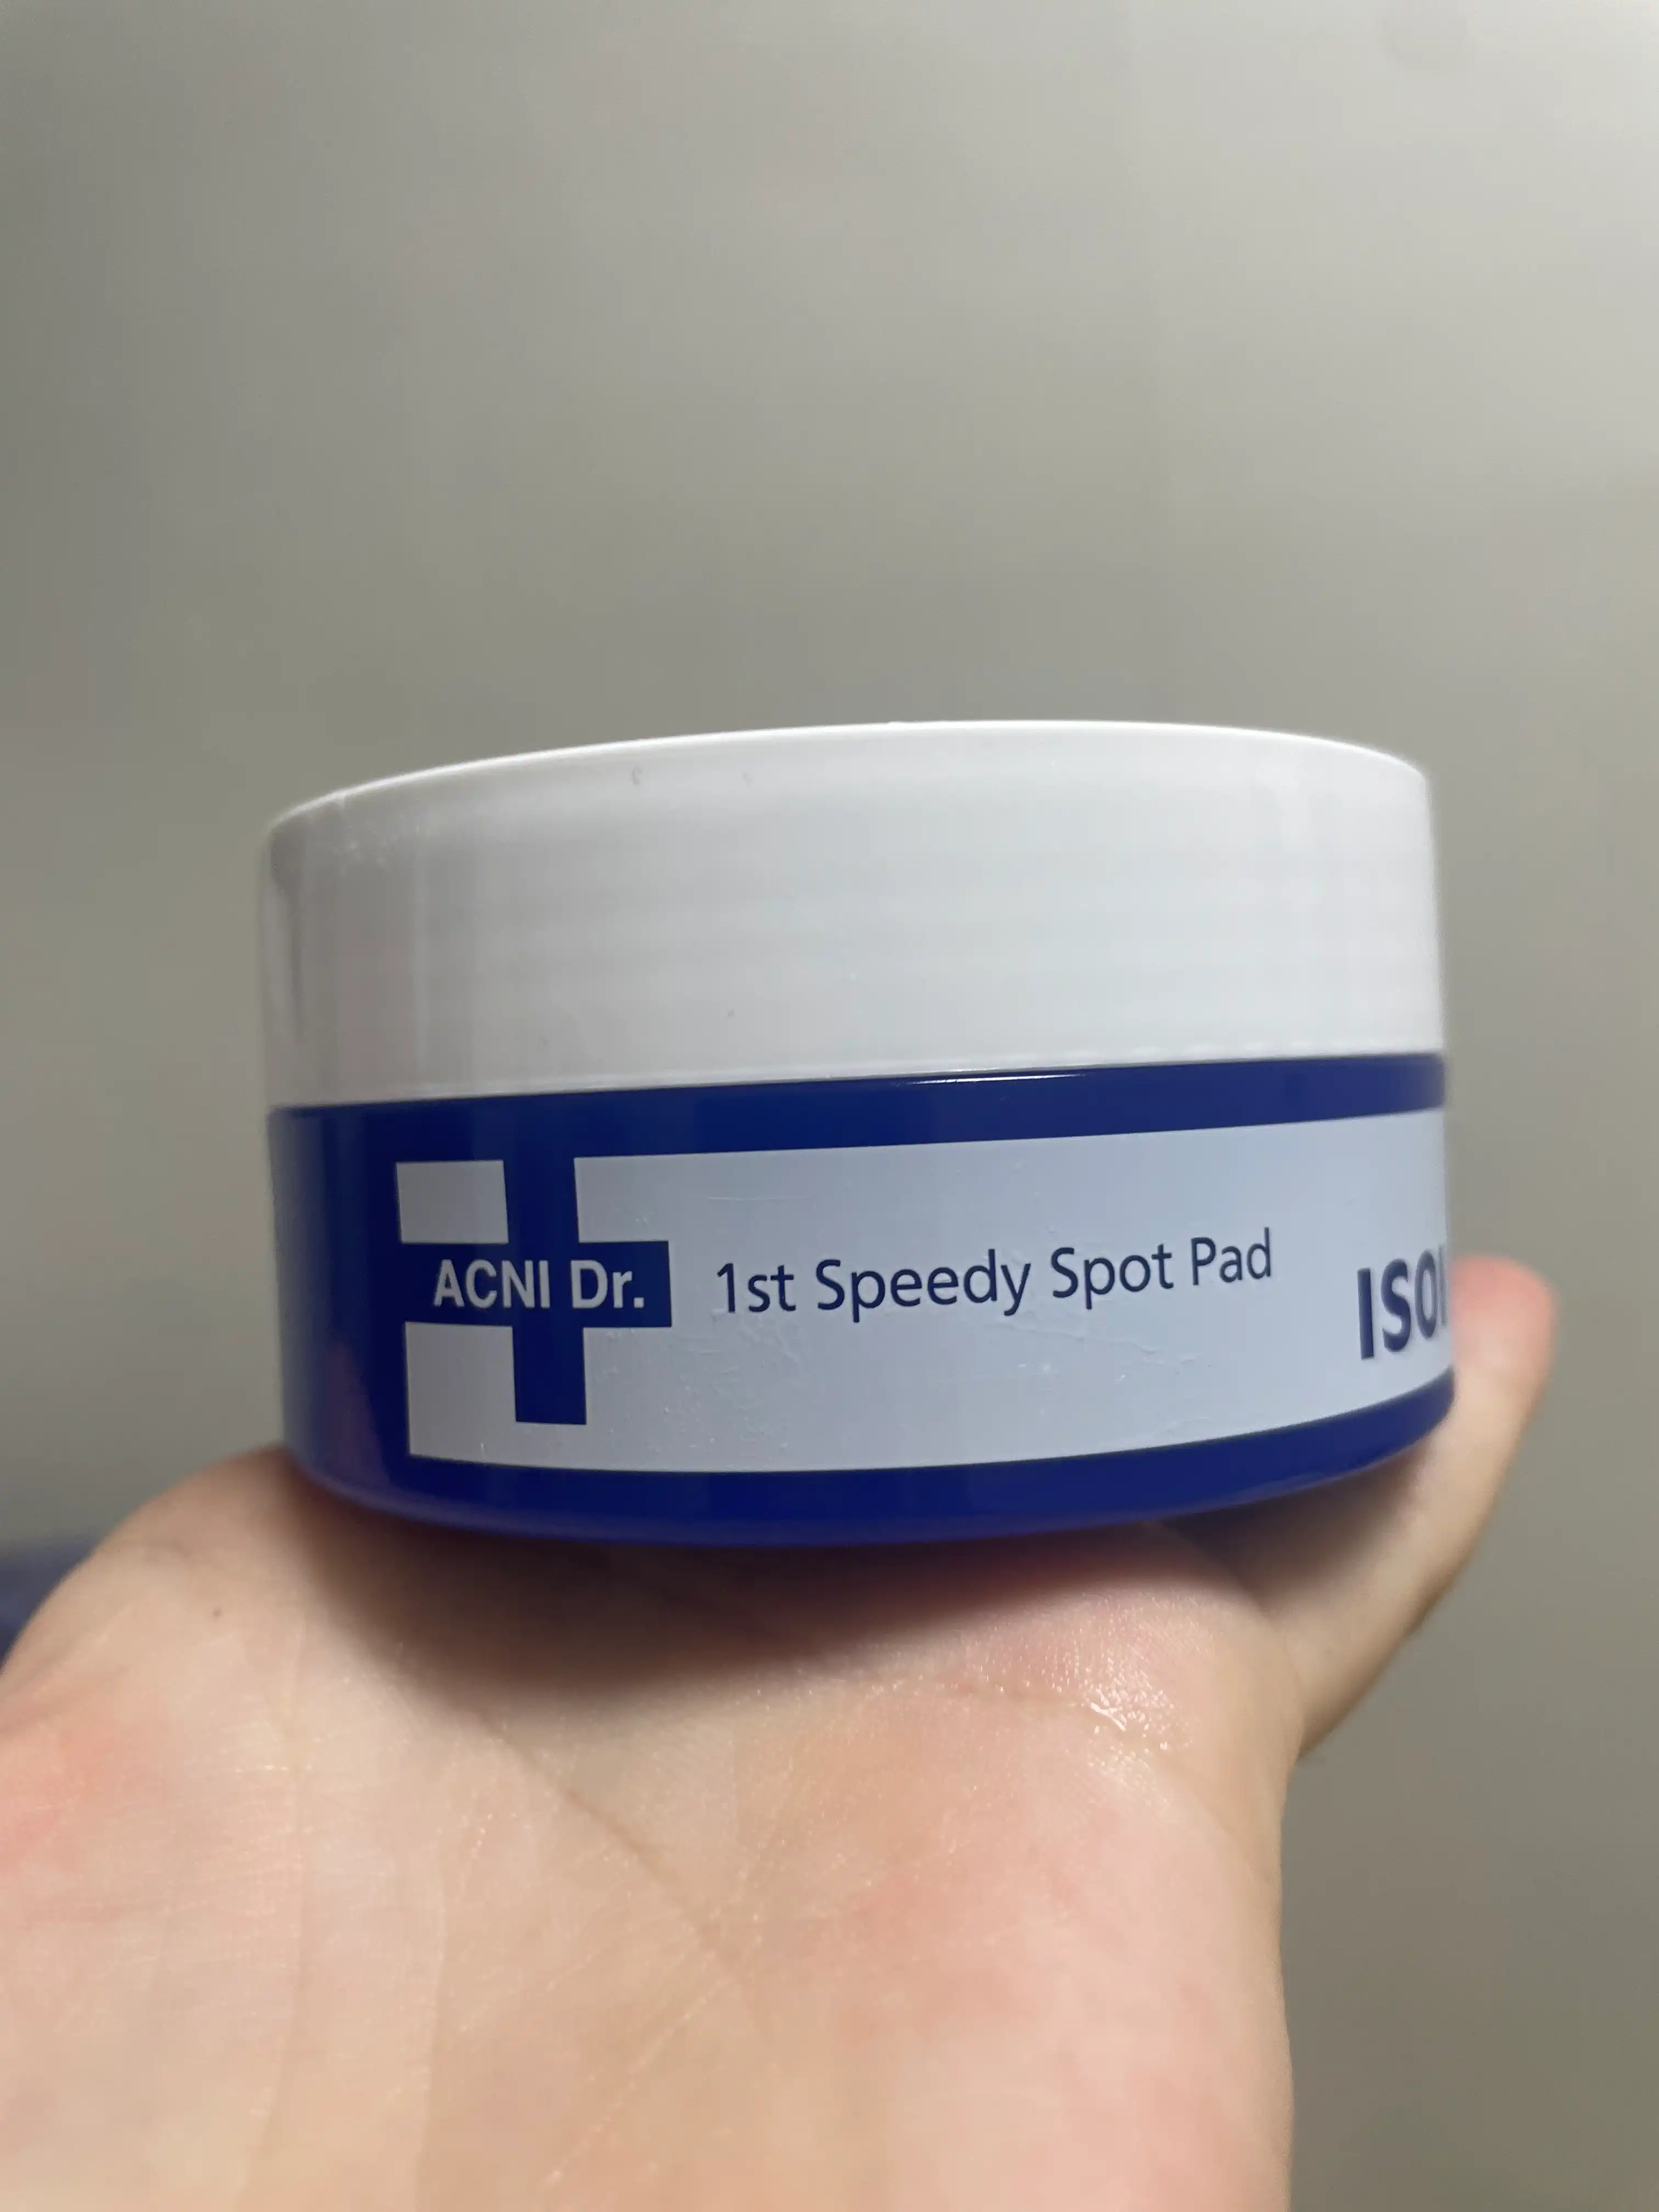 ACNI Dr.
1st Speedy Spot Pad